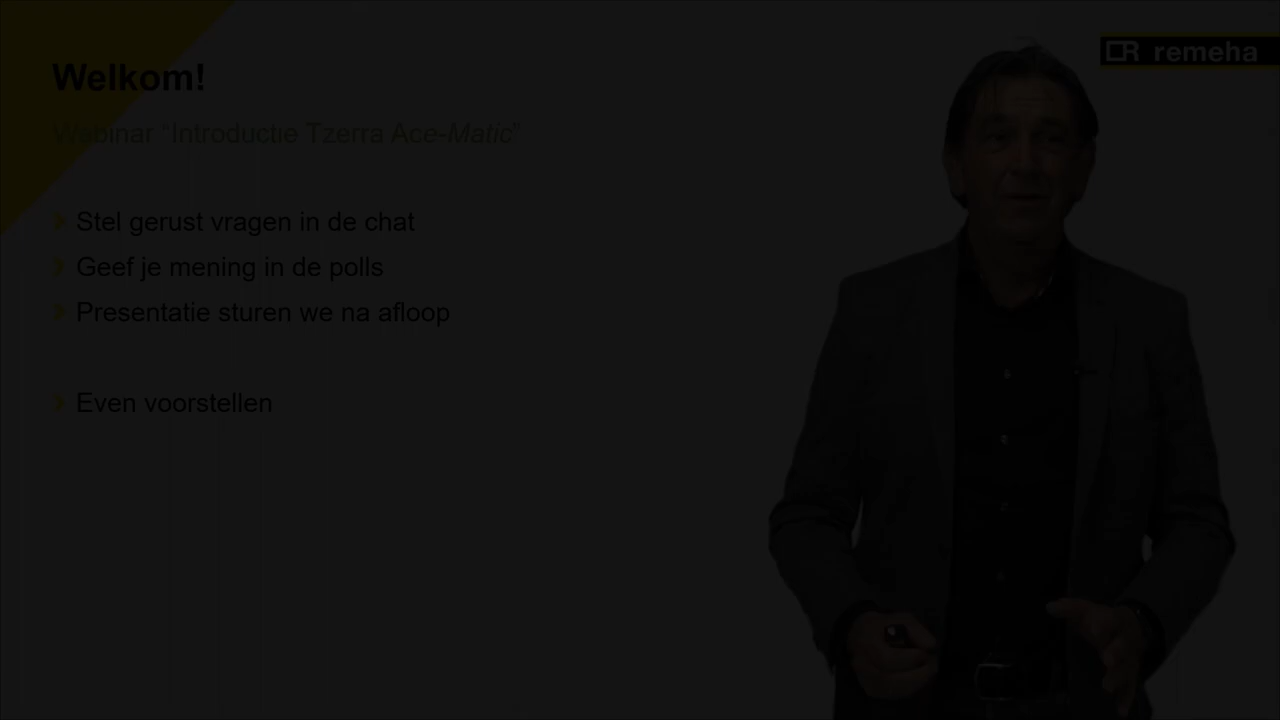 Welkom!
remeha
Webinar “Introductie Tzerra Ace-Matic”
Stel gerust vragen in de chat
Geef je mening in de polls
Presentatie sturen we na afloop
Even voorstellen